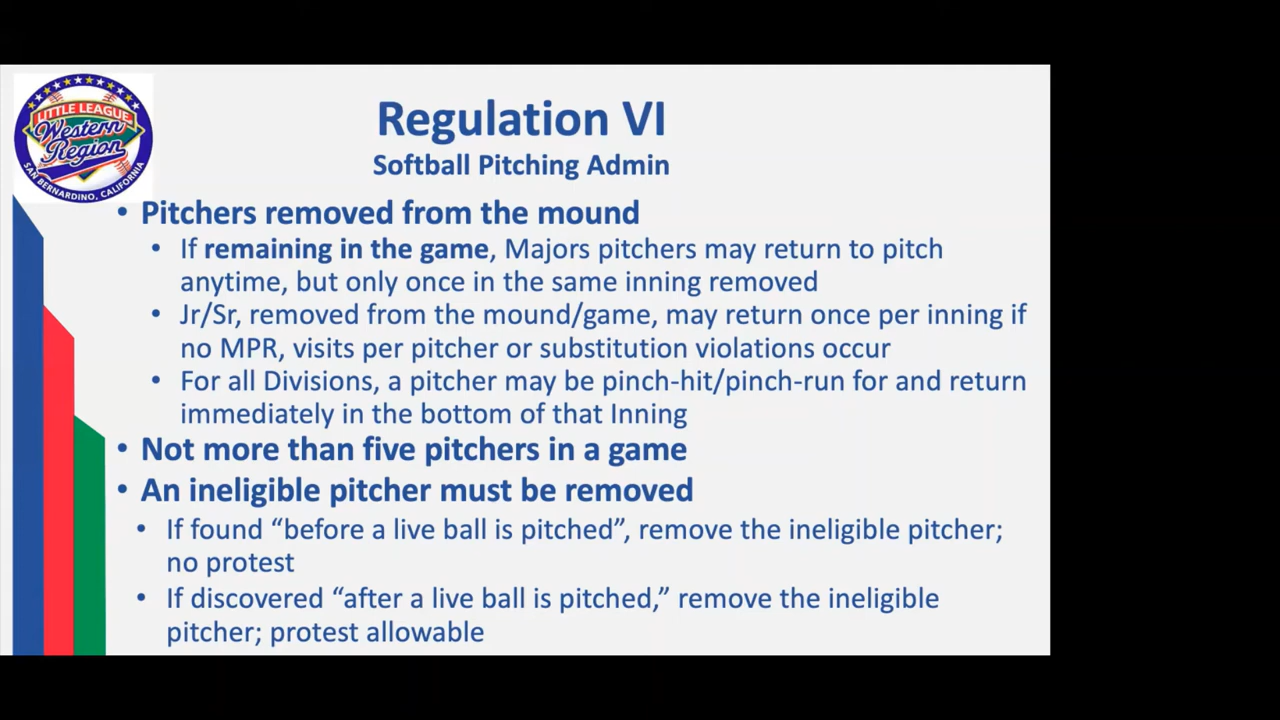 LITTLE LEAGUE
Western
Region
SAN BERNARDINO, CALIFORNIA
Regulation VI
Softball Pitching Admin
• Pitchers removed from the mound
• If remaining in the game, Majors pitchers may return to pitch
anytime, but only once in the same inning removed
• Jr/Sr, removed from the mound/game, may return once per inning if
no MPR, visits per pitcher or substitution violations occur
• For all Divisions, a pitcher may be pinch-hit/pinch-run for and return
immediately in the bottom of that Inning
• Not more than five pitchers in a game
• An ineligible pitcher must be removed
• If found “before a live ball is pitched”, remove the ineligible pitcher;
no protest
• If discovered “after a live ball is pitched,” remove the ineligible
pitcher; protest allowable